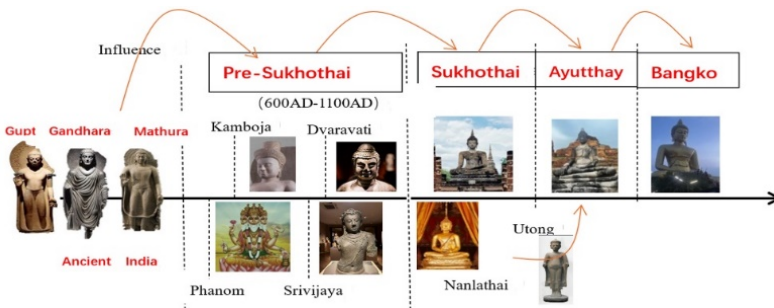 Influence
Pre-Sukhothai
Sukhothai
Ayutthay
Bangko
（600AD-1100AD）
Gupt Gandhara Mathura
Kamboja
Dvaravati
Ancient India
Phanom
Srivijaya
Nanlathai
Utong